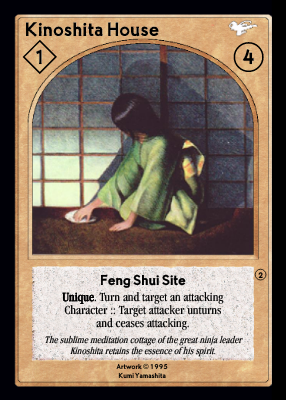 Kinoshita House
1
4
2
Feng Shui Site
Unique. Turn and target an attacking
Character :: Target attacker unturns
and ceases attacking.
The sublime meditation cottage of the great ninja leader
Kinoshita retains the essence of his spirit.
Artwork © 1995
Kumi Yamashita